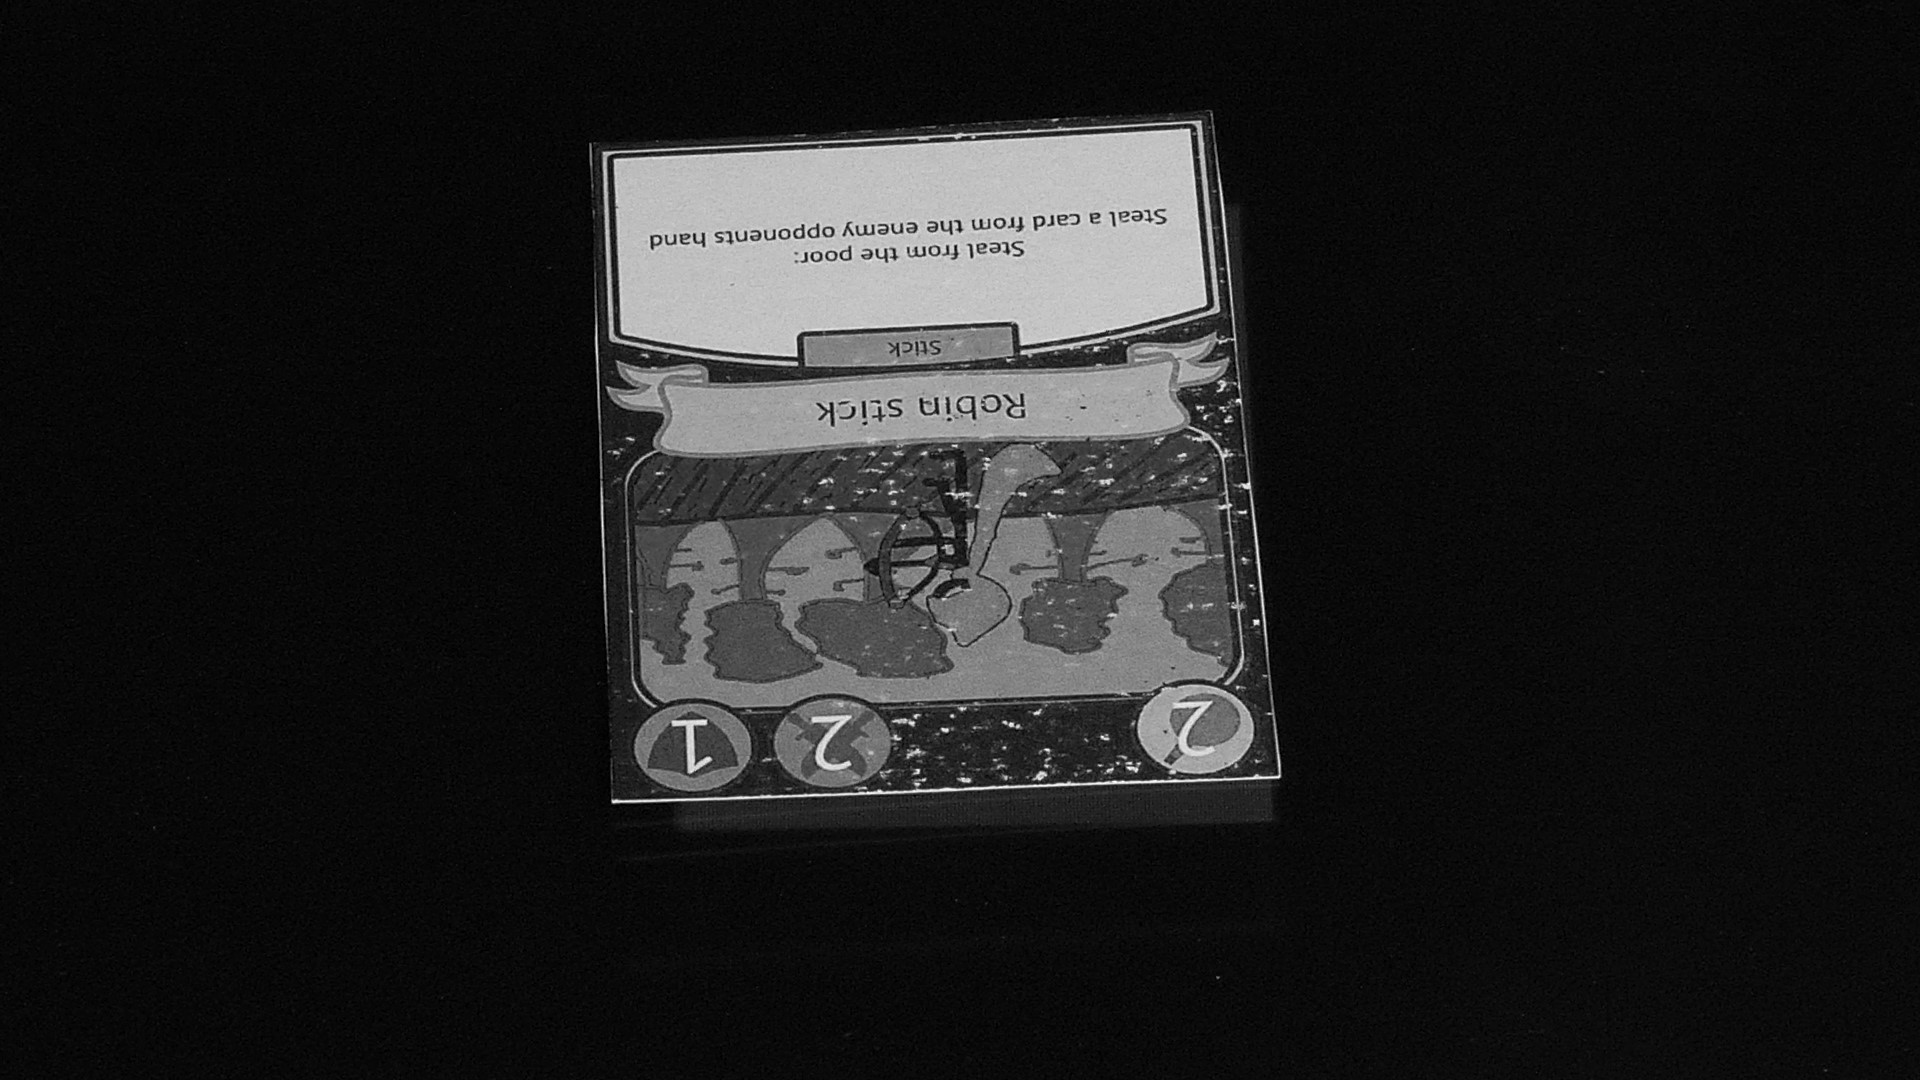 2 2 1
Robin stick
Stick
Steal from the poor:
Steal a card from the enemy opponents hand